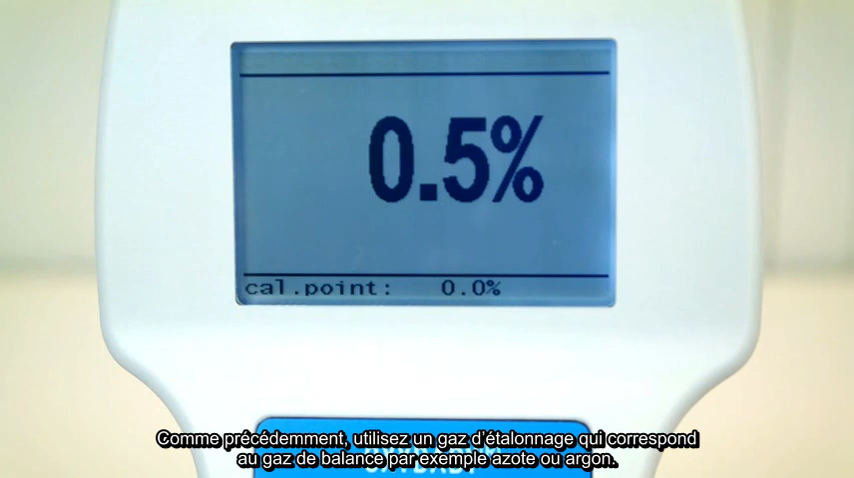 0.5%
cal.point: 0.0%
Comme précédemment, utilisez un gaz d'étalonnage qui correspond
au gaz de balance par exemple azote ou argon.